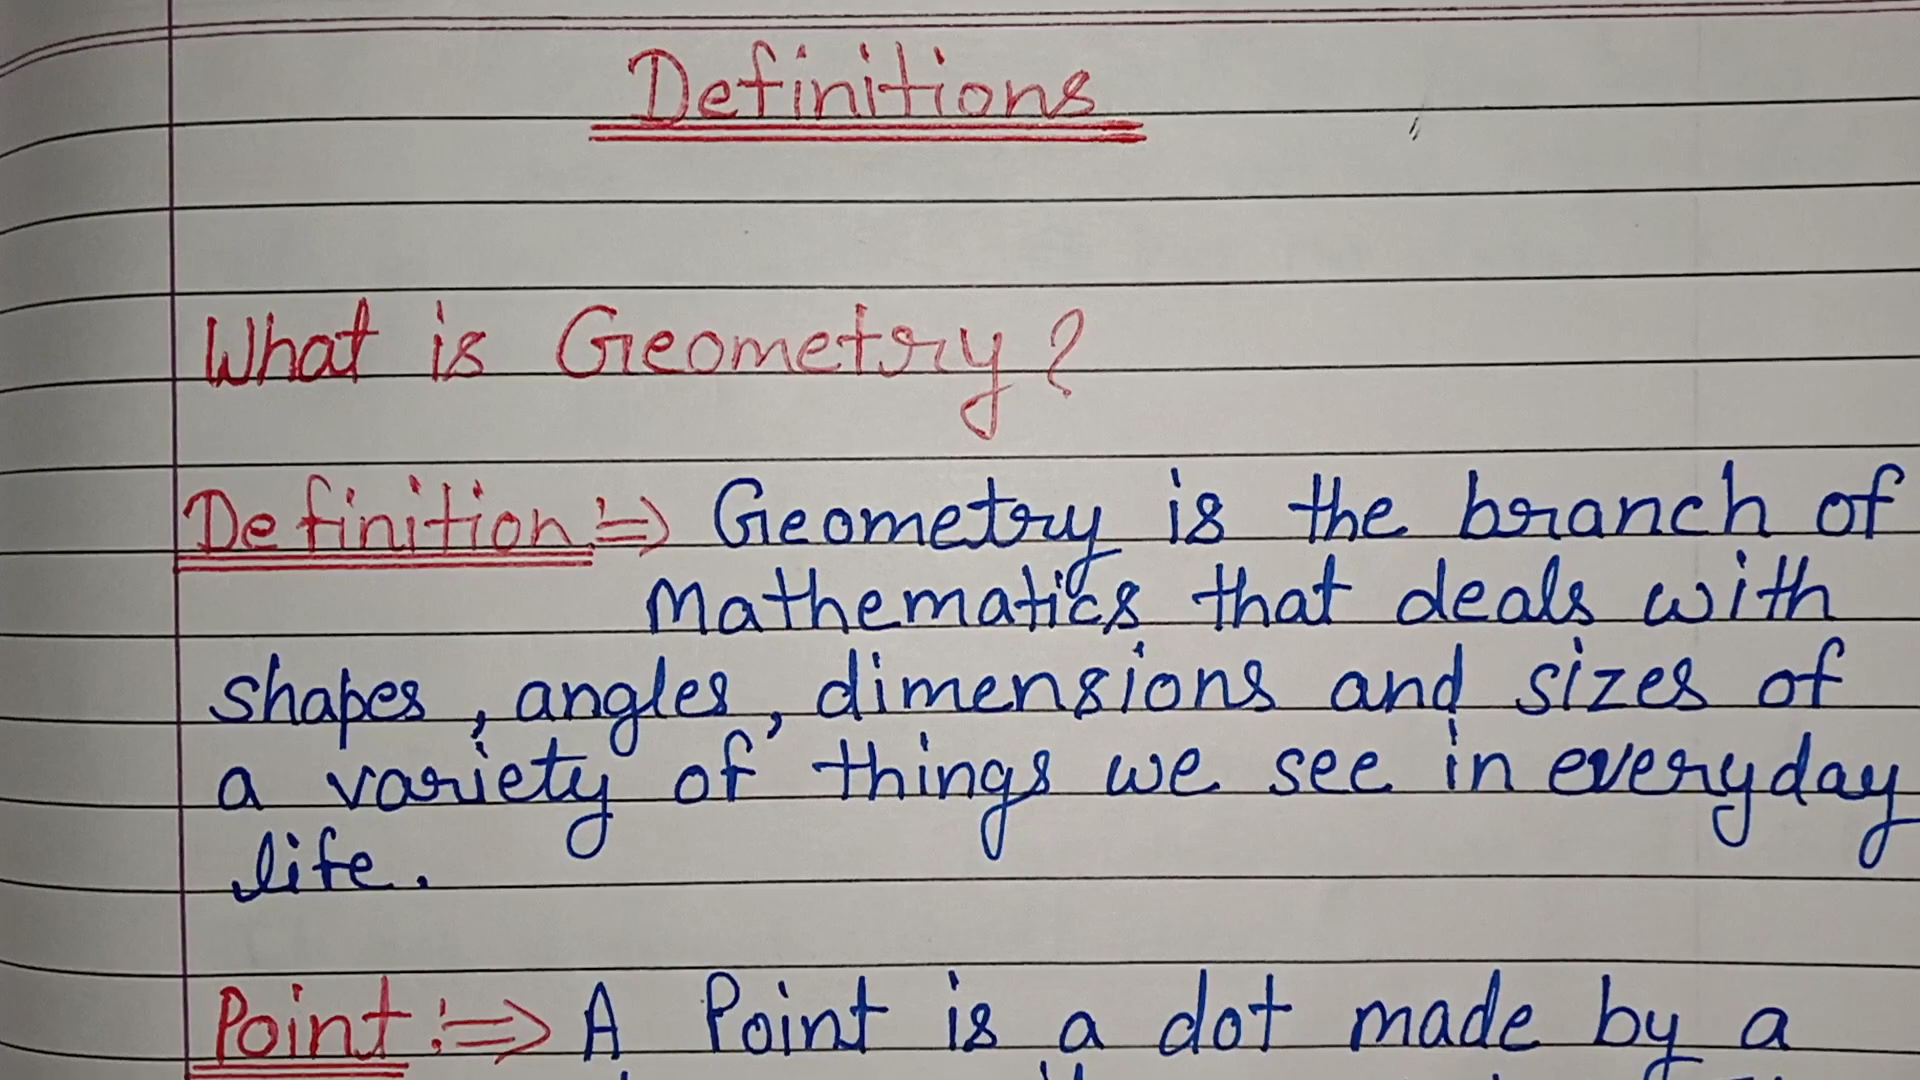 Definitions
What is Geometry?
Definition:⇒ Geometry is the branch of
Mathematics that deals with
shapes, angles, dimensions and sizes of
a variety of things we see in everyday
life.
Point:⇒ A Point is a dot made by a